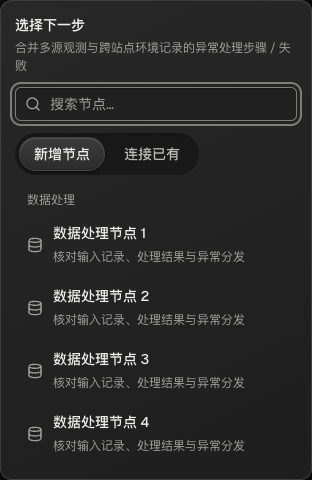 选择下一步
合并多源观测与跨站点环境记录的异常处理步骤 / 失
败
搜索节点...
新增节点
连接已有
数据处理
数据处理节点 1
核对输入记录、处理结果与异常分发
数据处理节点 2
核对输入记录、处理结果与异常分发
数据处理节点 3
核对输入记录、处理结果与异常分发
数据处理节点 4
核对输入记录、处理结果与异常分发